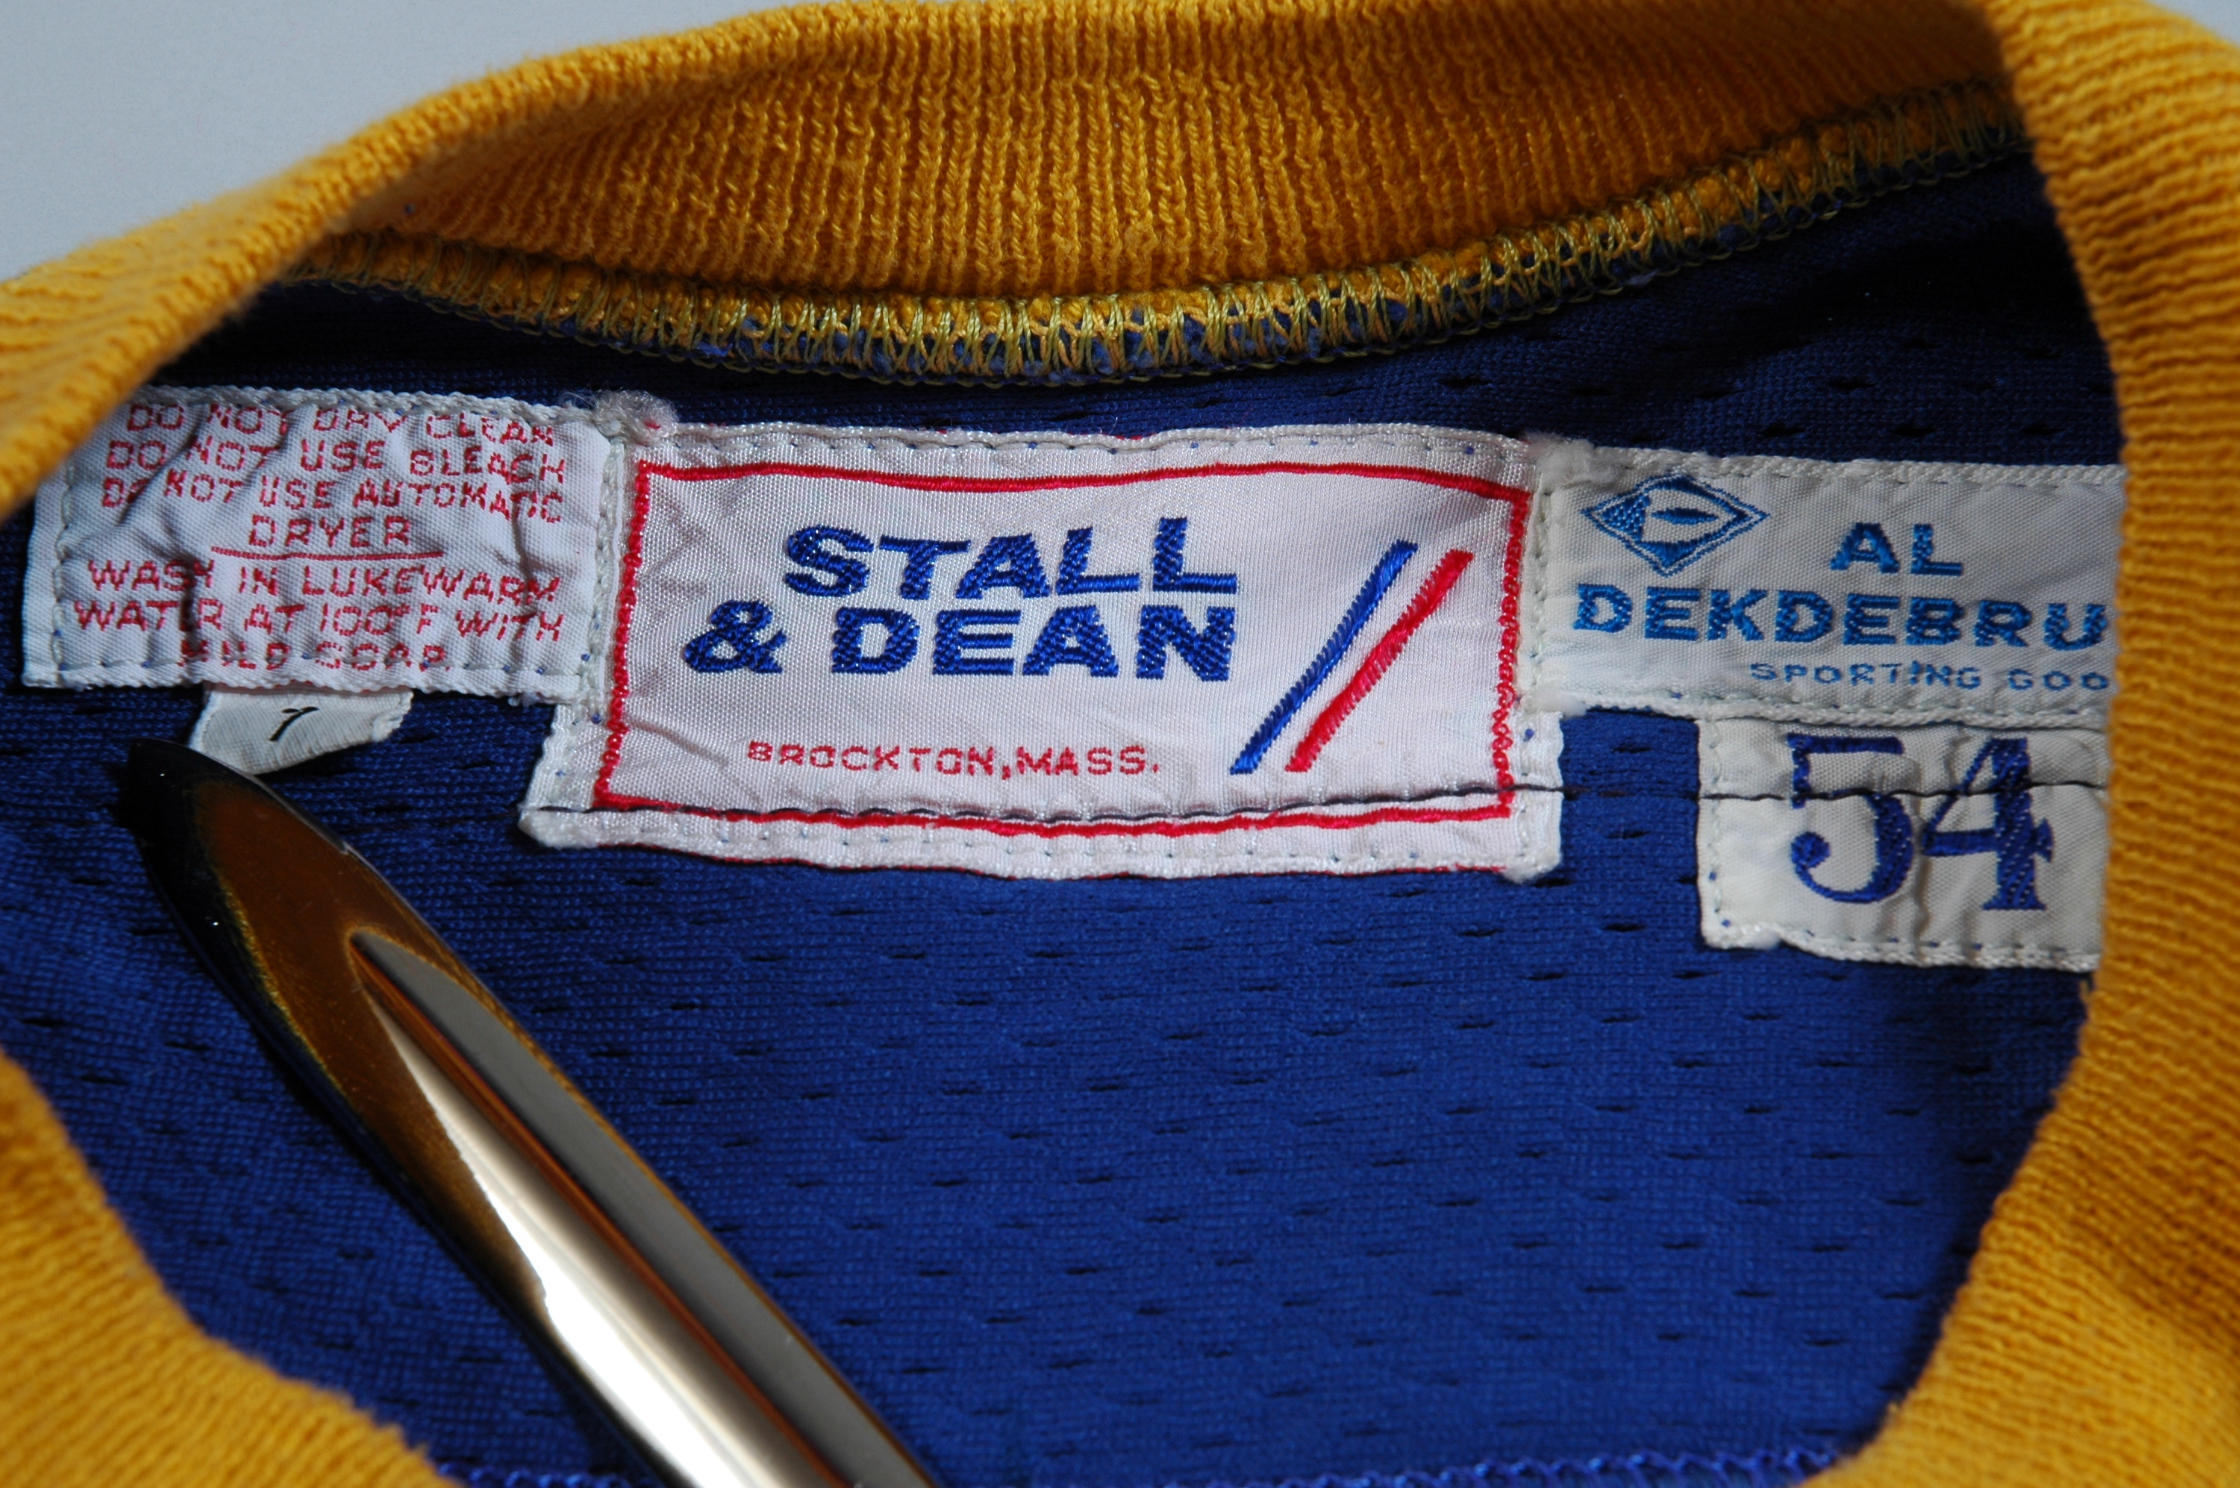 DO NOT DRY CLEAN
DO NOT USE BLEACH
DO NOT USE AUTOMATIC
DRYER
WASH IN LUKEWARM
WATER AT 100°F WITH
MILD SOAP
7
STALL
& DEAN
BROCKTON, MASS.
AL
DEKDEBRU
SPORTING GOO
54